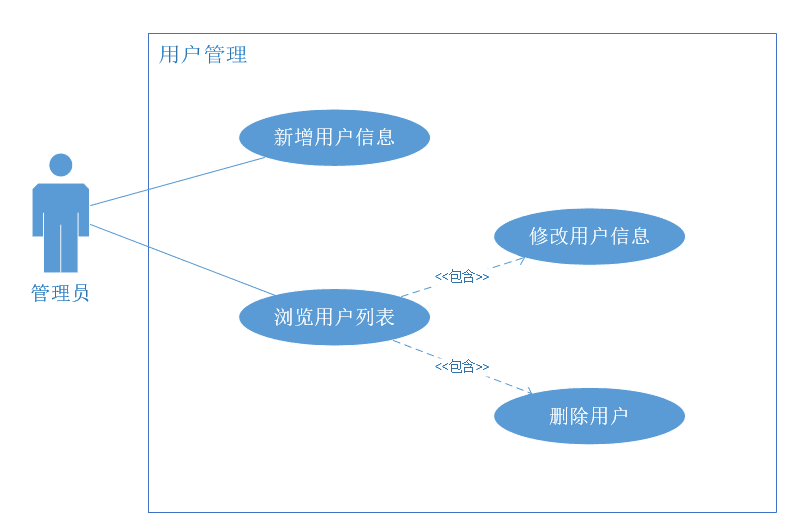 用户管理
新增用户信息
修改用户信息
<<包含>>
管理员
浏览用户列表
<<包含>>
删除用户